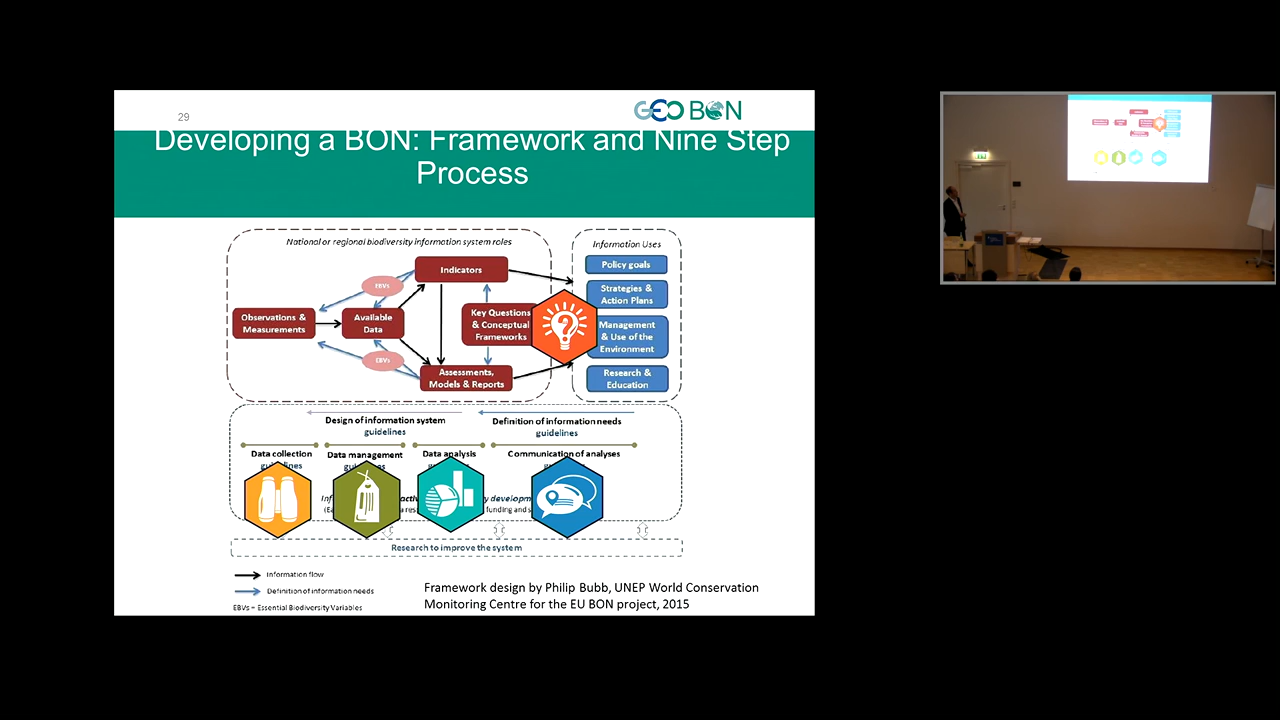 29
GEO BON
Developing a BON: Framework and Nine Step
Process
National or regional biodiversity information system roles
Information Uses
Indicators
EBVs
Observations &
Measurements
Available
Data
Key Questions
& Conceptual
Frameworks
EBVs
Assessments,
Models & Reports
Policy goals
Strategies &
Action Plans
Management
& Use of the
Environment
Research &
Education
Design of information system
guidelines
Definition of information needs
guidelines
Data collection
Data management
Data analysis
Communication of analyses
funding and
Research to improve the system
Information flow
Definition of information needs
EBVs = Essential Biodiversity Variables
Framework design by Philip Bubb, UNEP World Conservation
Monitoring Centre for the EU BON project, 2015